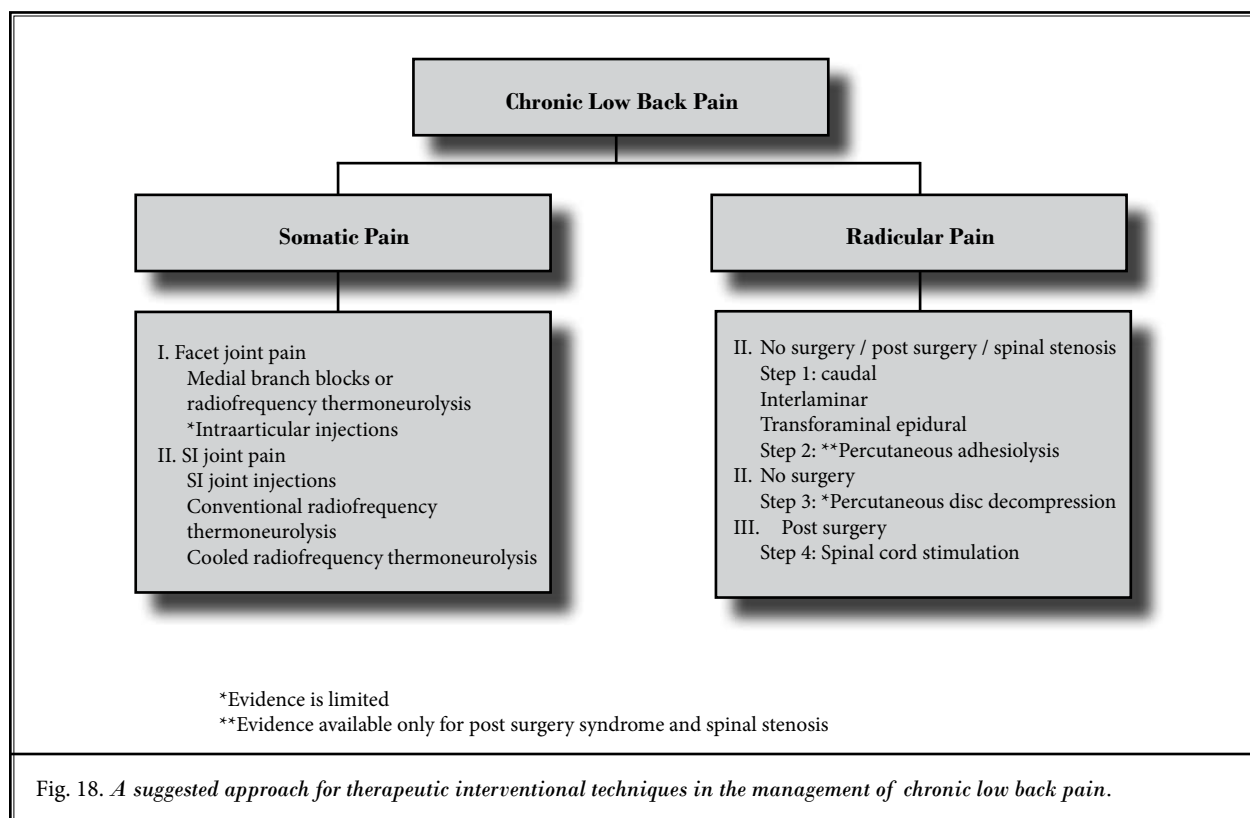 Chronic Low Back Pain
Somatic Pain
I. Facet joint pain
Medial branch blocks or
radiofrequency thermoneurolysis
*Intraarticular injections
II. SI joint pain
SI joint injections
Conventional radiofrequency
thermoneurolysis
Cooled radiofrequency thermoneurolysis
Radicular Pain
II. No surgery / post surgery / spinal stenosis
Step 1: caudal
Interlaminar
Transforaminal epidural
Step 2: **Percutaneous adhesiolysis
II. No surgery
Step 3: *Percutaneous disc decompression
III. Post surgery
Step 4: Spinal cord stimulation
*Evidence is limited
**Evidence available only for post surgery syndrome and spinal stenosis
Fig. 18. A suggested approach for therapeutic interventional techniques in the management of chronic low back pain.